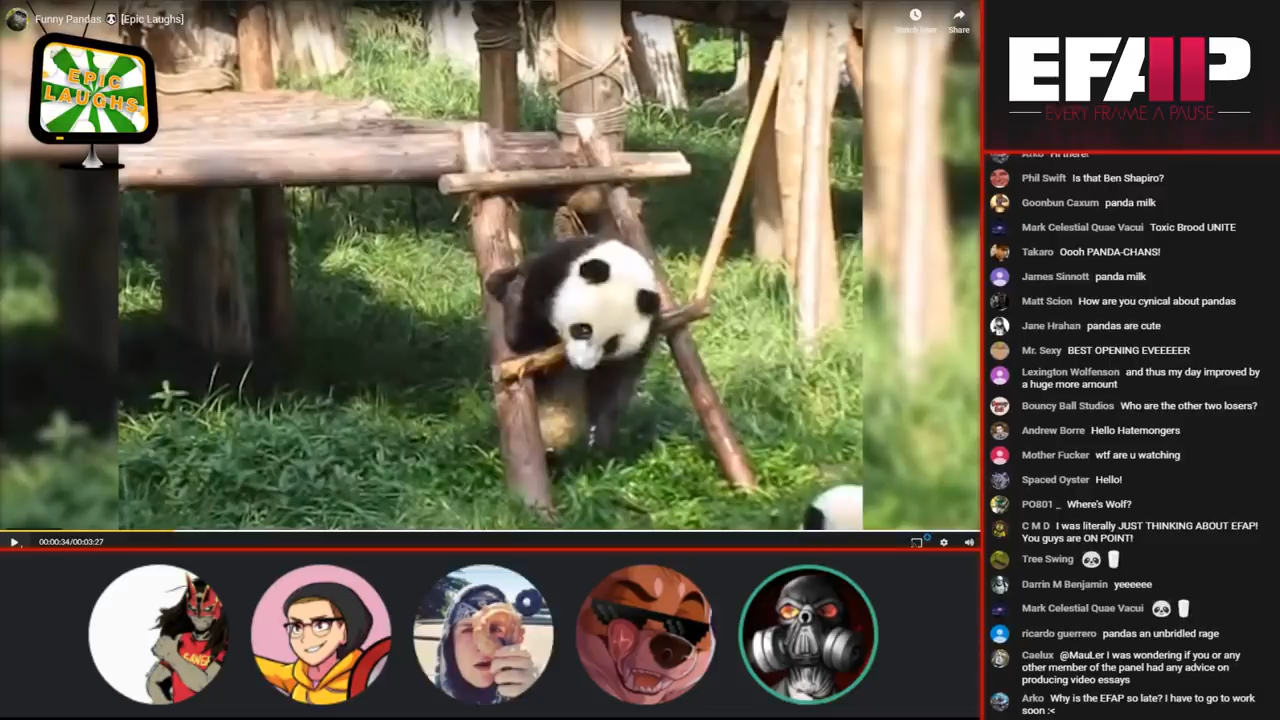 Funny Pandas 🐼 [Epic Laughs]
Watch later
Share
EPIC
LAUGHS
EFAP
EVERY FRAME A PAUSE
Arko Hi there!
Phil Swift Is that Ben Shapiro?
Goonbun Caxum panda milk
Mark Celestial Quae Vacui Toxic Brood UNITE
Takaro Oooh PANDA-CHANS!
James Sinnott panda milk
Matt Scion How are you cynical about pandas
Jane Hrahan pandas are cute
Mr. Sexy BEST OPENING EVEEEEER
Lexington Wolfenson and thus my day improved by
a huge more amount
Bouncy Ball Studios Who are the other two losers?
Andrew Borre Hello Hatemongers
Mother Fucker wtf are u watching
Spaced Oyster Hello!
PO801 _ Where's Wolf?
C M D I was literally JUST THINKING ABOUT EFAP!
You guys are ON POINT!
Tree Swing 🐼 🥛
Darrin M Benjamin yeeeeee
Mark Celestial Quae Vacui 🐼 🥛
ricardo guerrero pandas an unbridled rage
Caelux @MauLer I was wondering if you or any
other member of the panel had any advice on
producing video essays
Arko Why is the EFAP so late? I have to go to work
soon :<
00:00:34/00:03:27